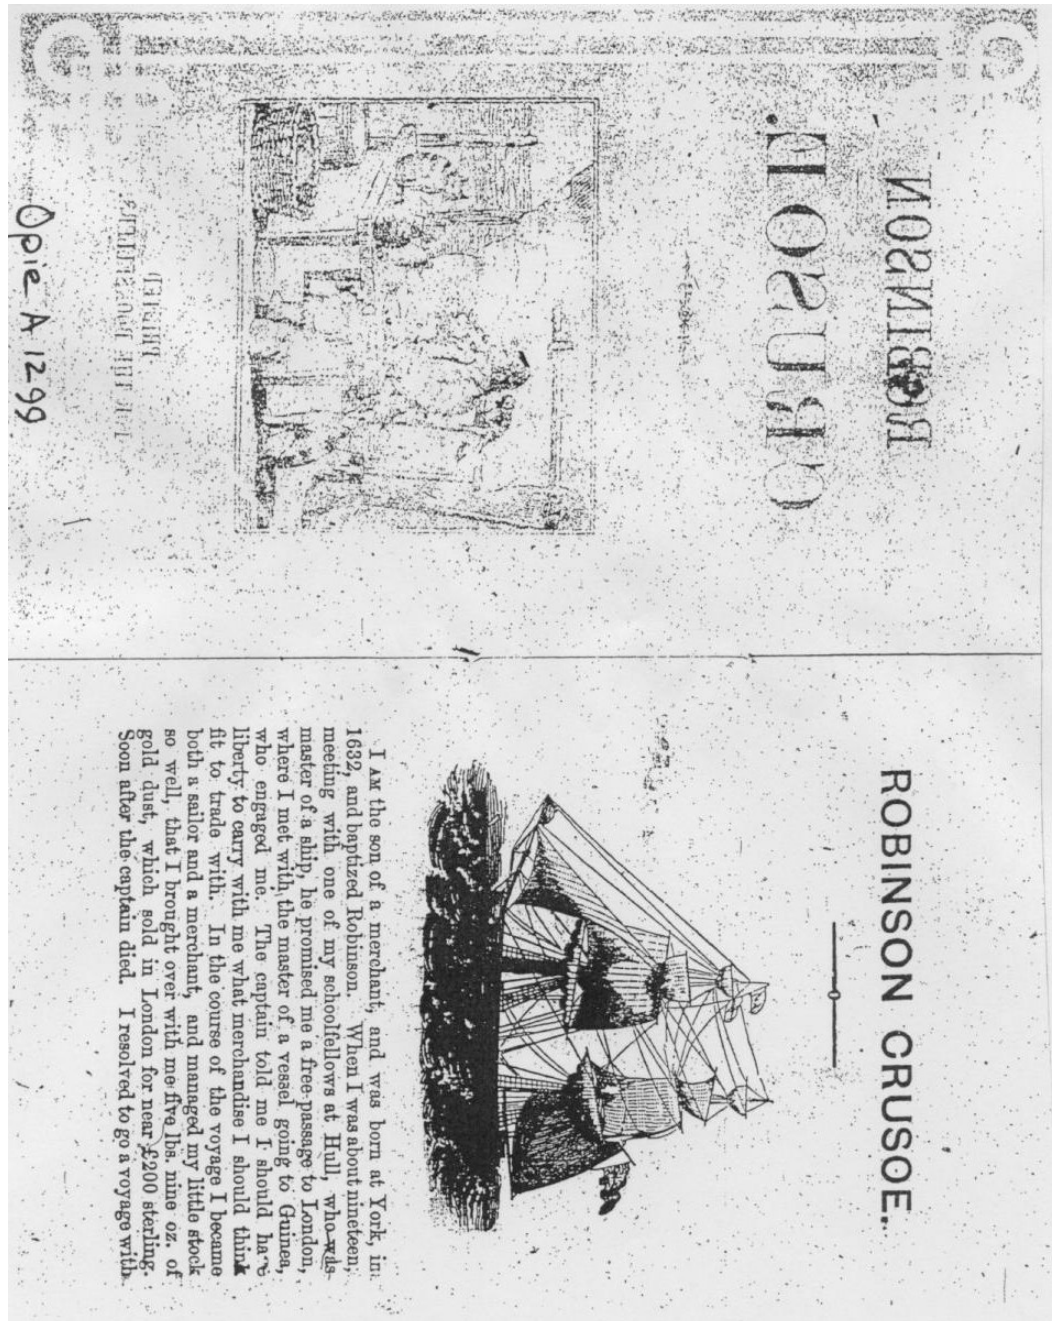 ROBINSON
CRUSOE.
Opie A 1299
ROBINSON CRUSOE.
I AM the son of a merchant, and was born at York, in
1632, and baptized Robinson. When I was about nineteen,
meeting with one of my schoolfellows at Hull, who was
master of a ship, he promised me a free passage to London,
where I met with the master of a vessel going to Guinea,
who engaged me. The captain told me I should have
liberty to carry with me what merchandise I should think
fit to trade with. In the course of the voyage I became
both a sailor and a merchant, and managed my little stock
so well, that I brought over with me five lbs. nine oz. of
gold dust, which sold in London for near £200 sterling.
Soon after the captain died. I resolved to go a voyage with